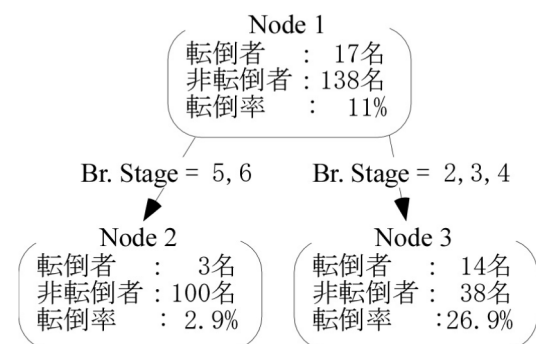 Node 1
転倒者 : 17名
非転倒者 : 138名
転倒率 : 11%
Br. Stage = 5, 6
Br. Stage = 2, 3, 4
Node 2
転倒者 : 3名
非転倒者 : 100名
転倒率 : 2.9%
Node 3
転倒者 : 14名
非転倒者 : 38名
転倒率 :26.9%